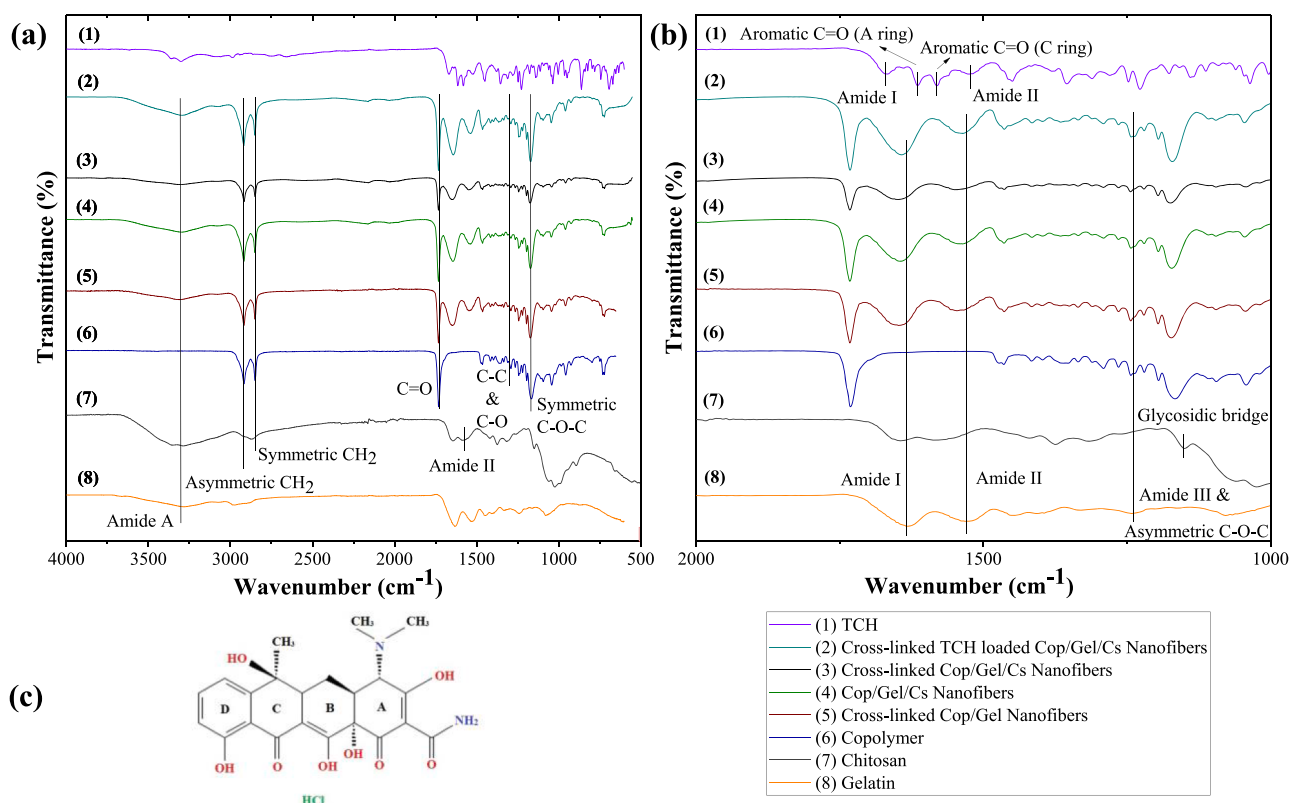 (a)
(1)
(2)
(3)
(4)
(5)
(6)
(7)
(8)
C=O
C-C
&
C-O
Symmetric
C-O-C
Amide II
Symmetric CH2
Asymmetric CH2
Amide A
Transmittance (%)
4000 3500 3000 2500 2000 1500 1000 500
Wavenumber (cm-1)
(b)
(1)
Aromatic C=O (A ring)
Aromatic C=O (C ring)
Amide I
Amide II
(2)
(3)
(4)
(5)
(6)
(7)
(8)
Glycosidic bridge
Amide I
Amide II
Amide III &
Asymmetric C-O-C
Transmittance (%)
2000 1500 1000
Wavenumber (cm-1)
(c)
CH3
HO
H3C
CH3
N
OH
D C B A
NH2
OH O OH OH O O
HCl
(1) TCH
(2) Cross-linked TCH loaded Cop/Gel/Cs Nanofibers
(3) Cross-linked Cop/Gel/Cs Nanofibers
(4) Cop/Gel/Cs Nanofibers
(5) Cross-linked Cop/Gel Nanofibers
(6) Copolymer
(7) Chitosan
(8) Gelatin